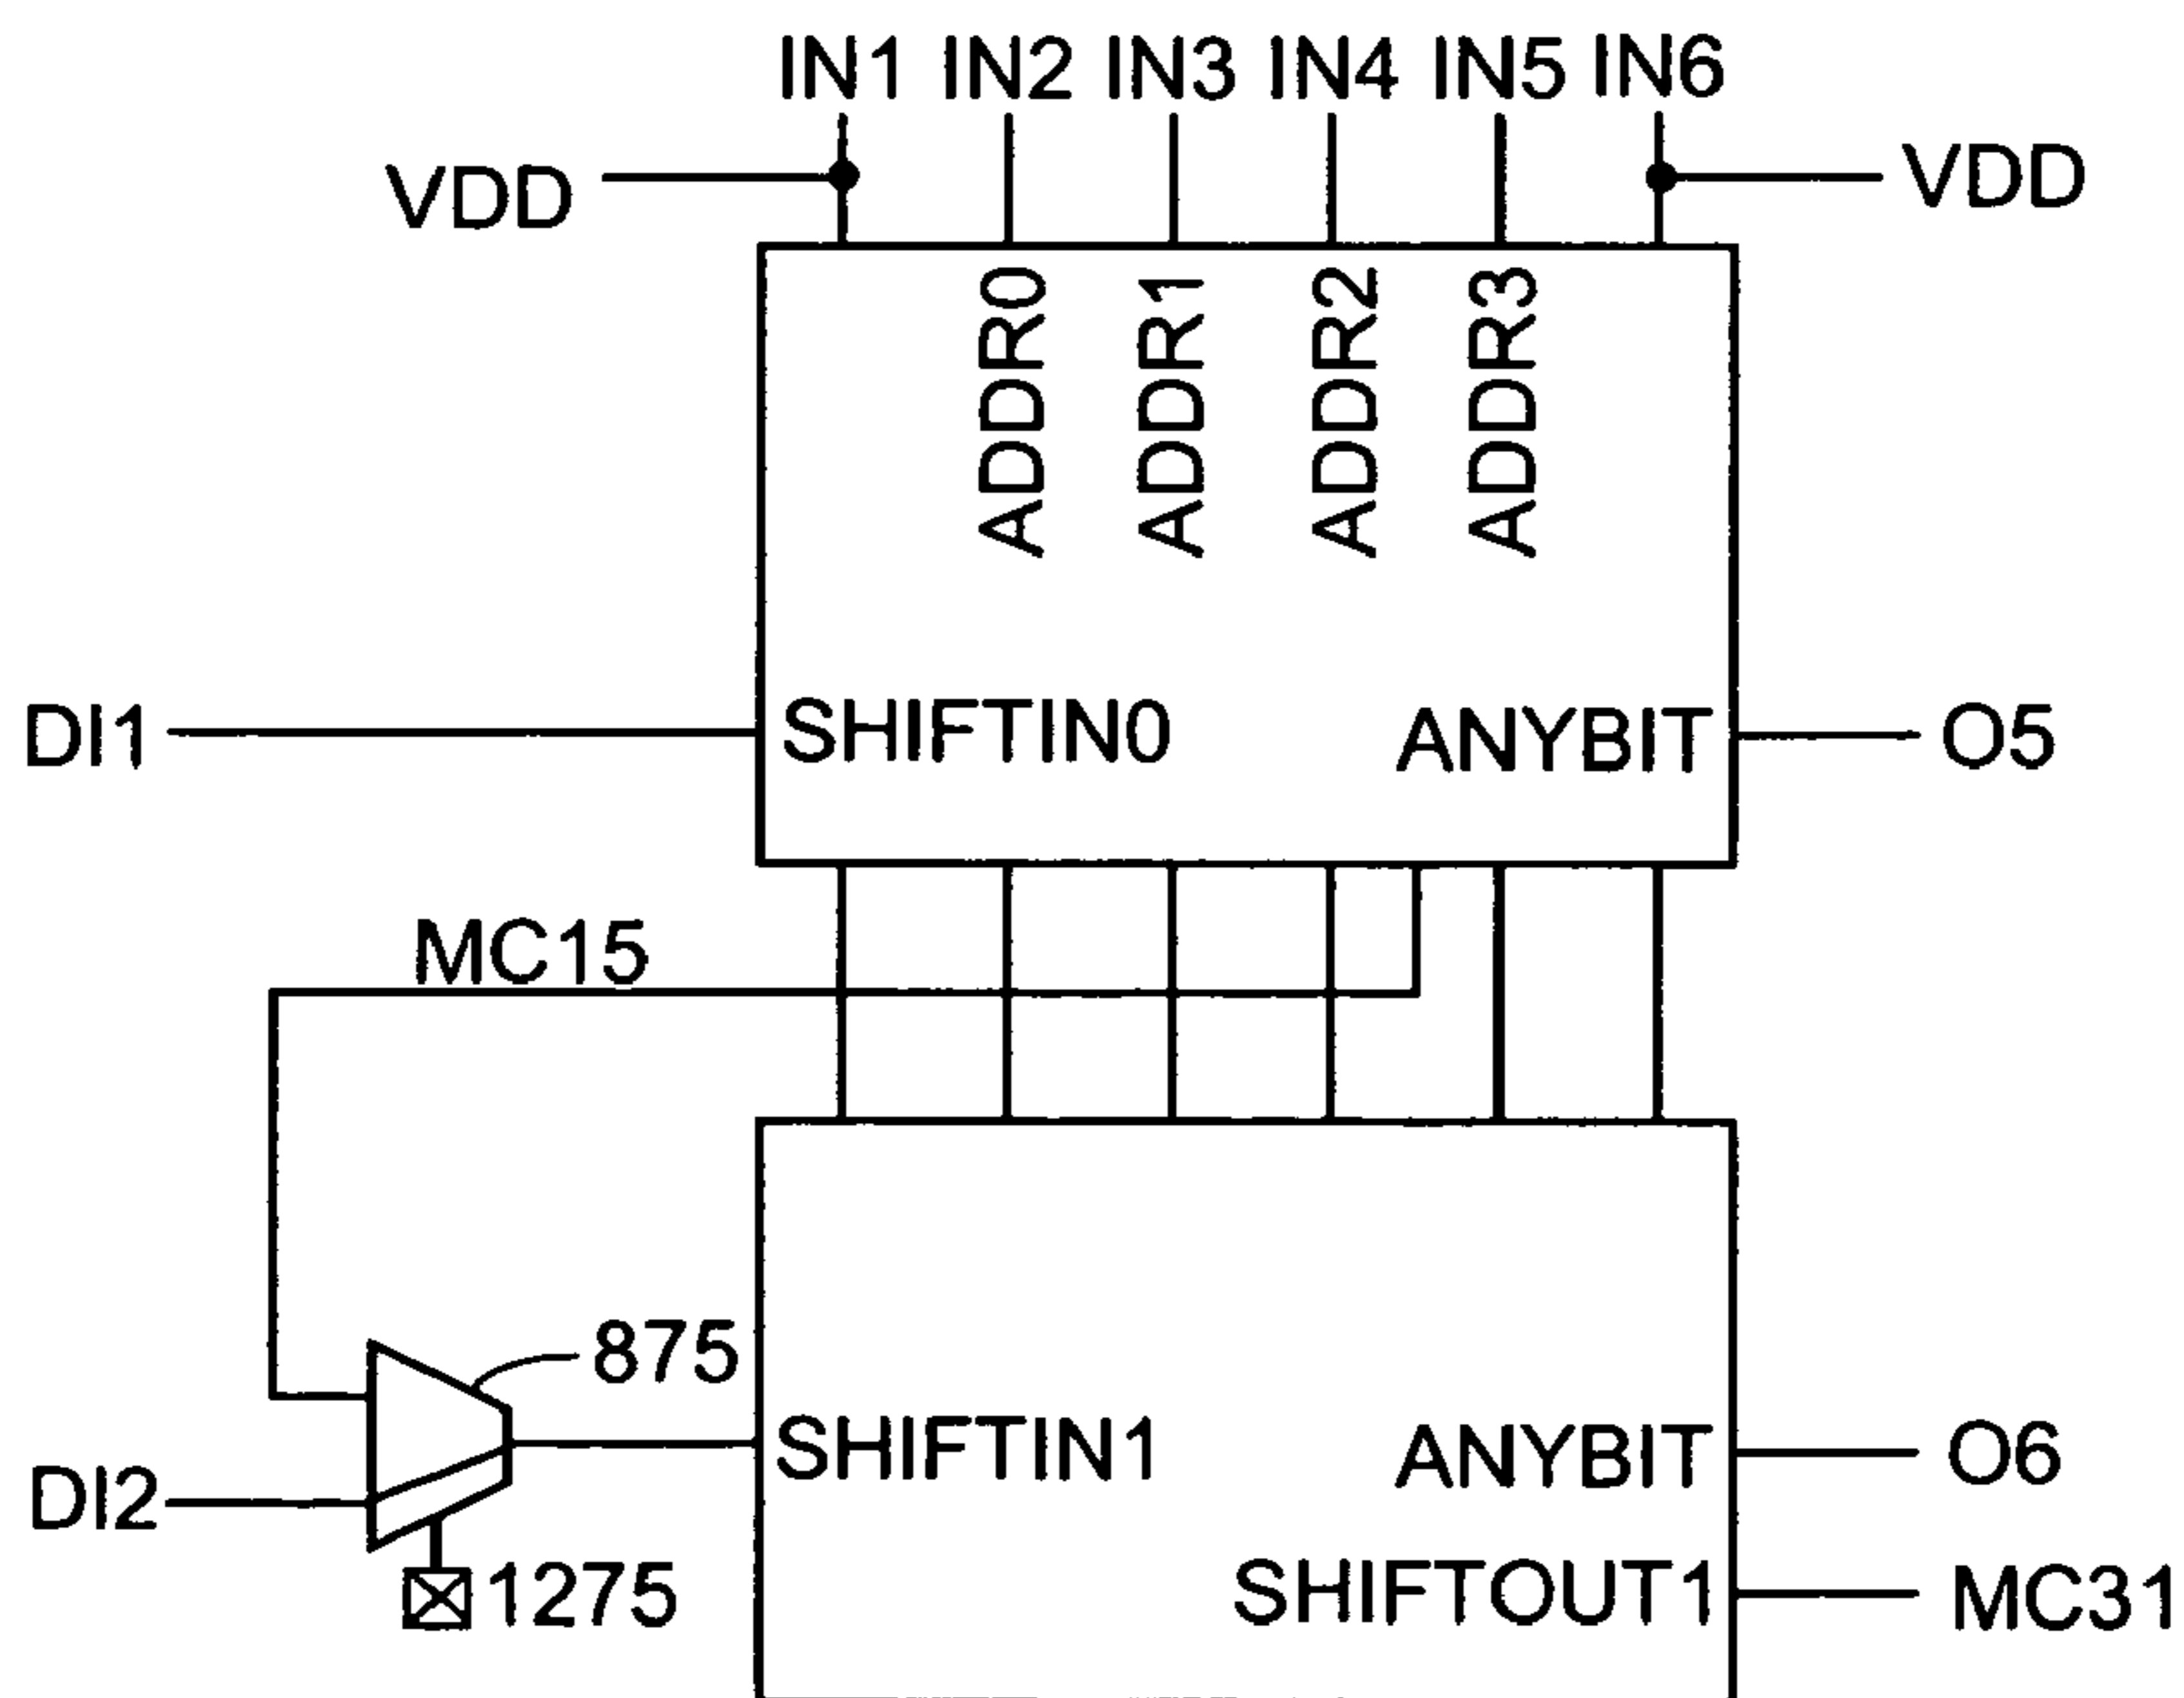 IN1 IN2 IN3 IN4 IN5 IN6
VDD VDD
ADDR0 ADDR1 ADDR2 ADDR3
DI1 SHIFTIN0 ANYBIT O5
MC15
875
DI2 SHIFTIN1 ANYBIT O6
1275 SHIFTOUT1 MC31